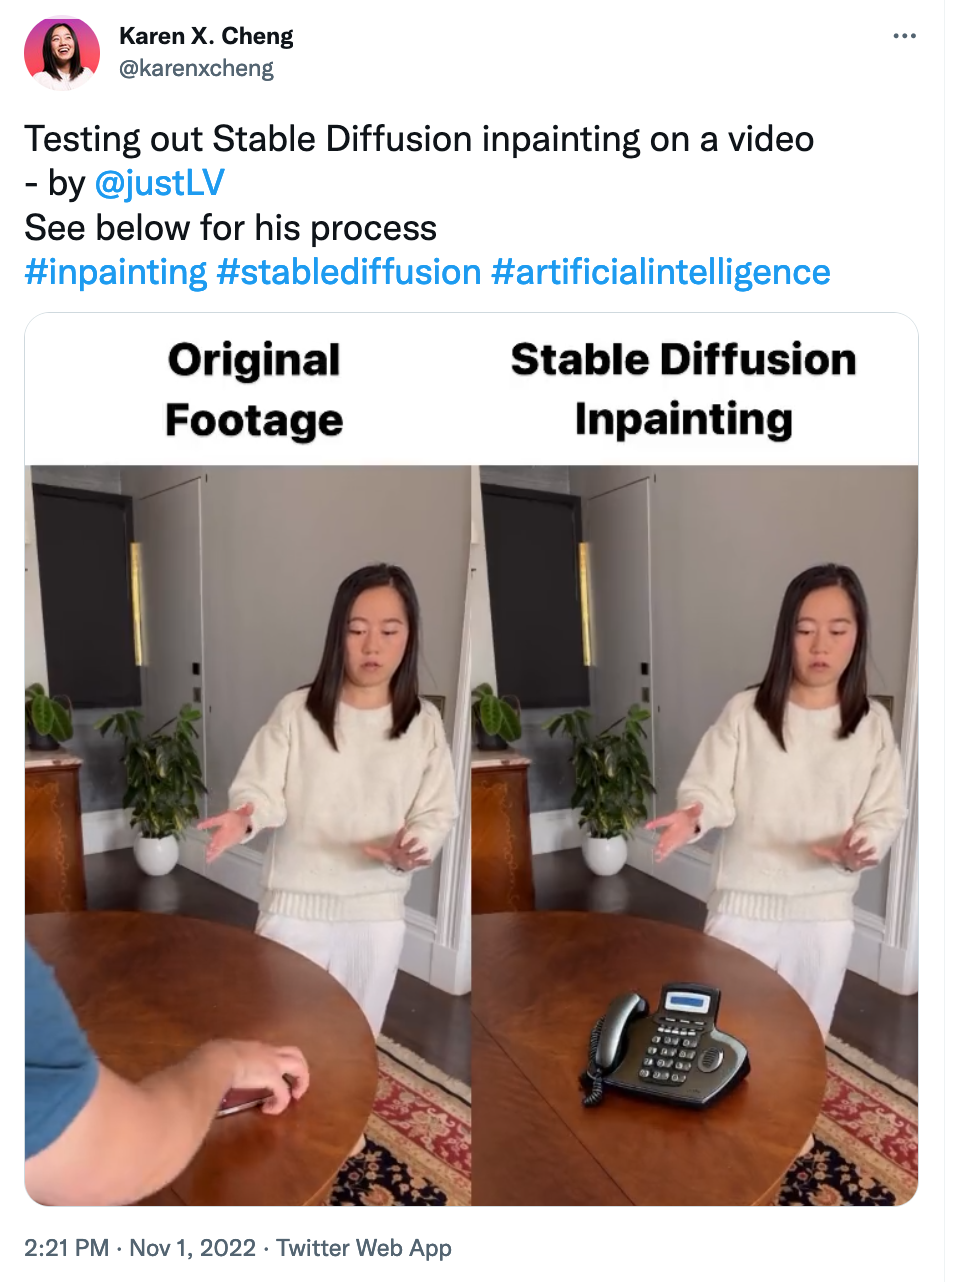 Karen X. Cheng
@karenxcheng
Testing out Stable Diffusion inpainting on a video
- by @justLV
See below for his process
#inpainting #stablediffusion #artificialintelligence
Original
Footage
Stable Diffusion
Inpainting
2:21 PM · Nov 1, 2022 · Twitter Web App